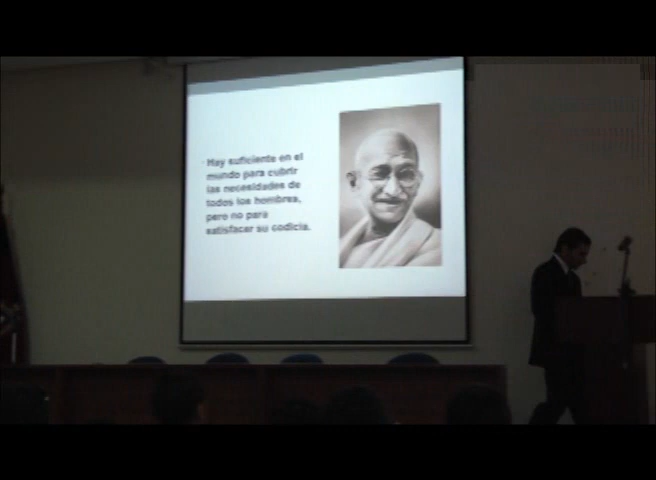 Hay suficiente en el
mundo para cubrir
las necesidades de
todos los hombres,
pero no para
satisfacer su codicia.